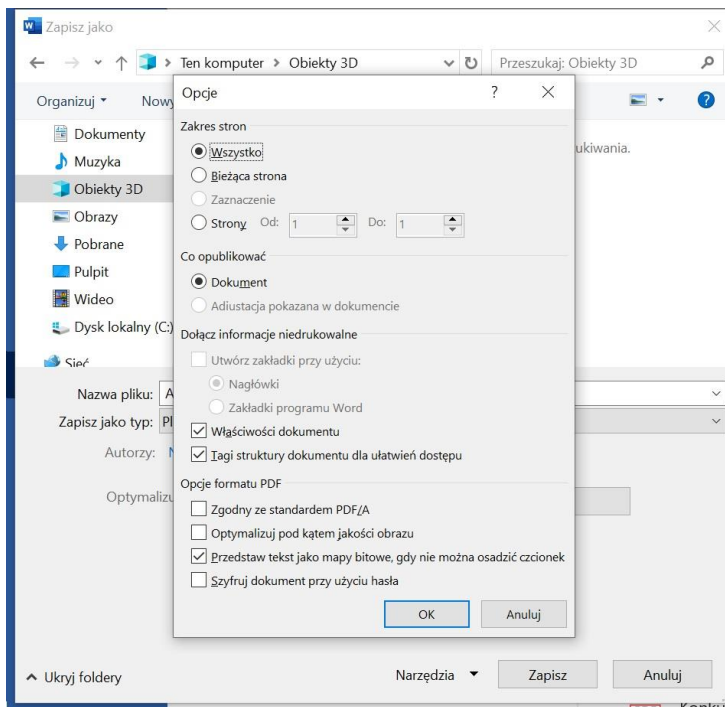 Zapisz jako
Ten komputer > Obiekty 3D
Przeszukaj: Obiekty 3D
Organizuj
Opcje ?
Dokumenty
Muzyka
Obiekty 3D
Obrazy
Pobrane
Pulpit
Wideo
Dysk lokalny (C:)
Sieć
Nazwa pliku: A
Zapisz jako typ:
Autorzy:
ukiwania.
Zakres stron
Wszystko
Bieżąca strona
Zaznaczenie
Strony Od: 1 Do: 1
Co opublikować
Dokument
Adiustacja pokazana w dokumencie
Dołącz informacje niedrukowalne
Utwórz zakładki przy użyciu:
Nagłówki
Zakładki programu Word
Właściwości dokumentu
Tagi struktury dokumentu dla ułatwień dostępu
Opcje formatu PDF
Zgodny ze standardem PDF/A
Optymalizuj pod kątem jakości obrazu
Przedstaw tekst jako mapy bitowe, gdy nie można osadzić czcionek
Szyfruj dokument przy użyciu hasła
OK Anuluj
Ukryj foldery
Narzędzia Zapisz Anuluj